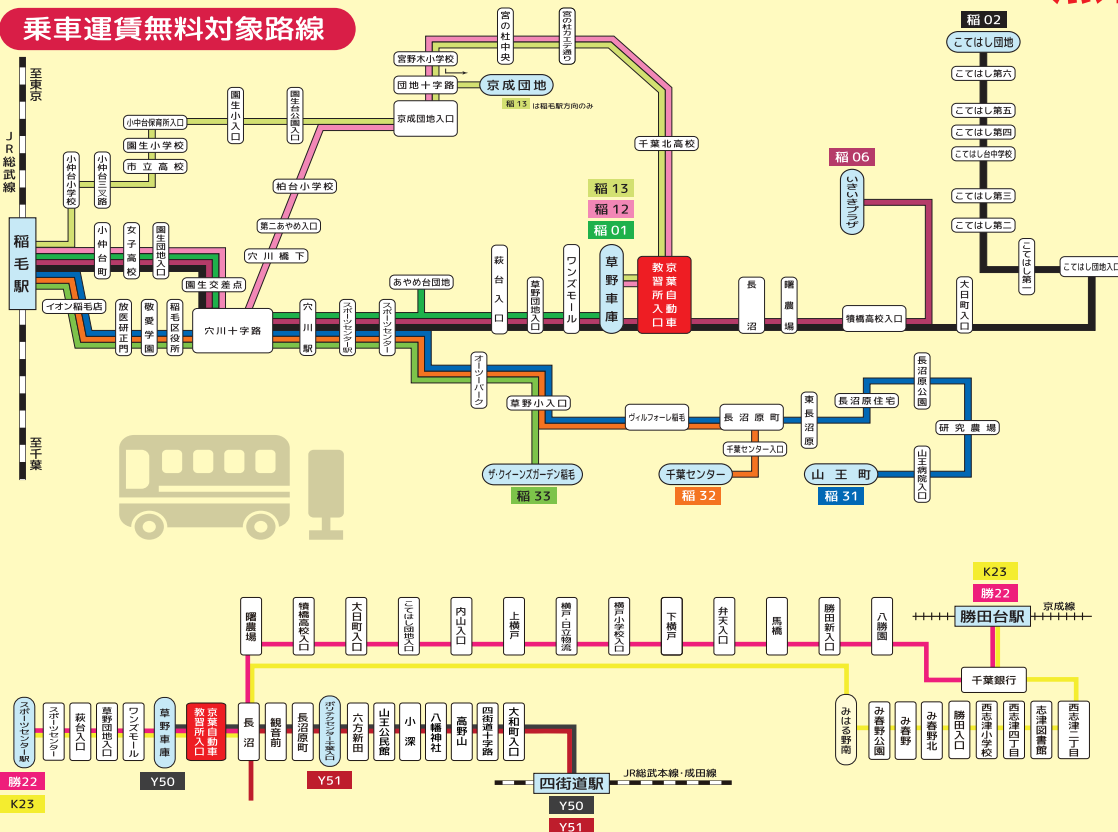 乗車運賃無料対象路線
至東京
JR総武線
稲毛駅
至千葉
小仲台小学校
小仲台三叉路
市立高校
園生小学校
小中台保育所入口
園生小入口
園生台公園入口
京成団地入口
団地十字路
宮野木小学校
京成団地
稲13 は稲毛駅方向のみ
宮の杜中央
宮の杜カエデ通り
千葉北高校
柏台小学校
第二あやめ入口
穴川橋下
小仲台町
女子高校
園生団地入口
園生交差点
イオン稲毛店
放医研正門
敬愛学園
稲毛区役所
穴川十字路
穴川駅
スポーツセンター駅
スポーツセンター
あやめ台団地
萩台入口
草野団地入口
ワンズモール
稲13
稲12
稲01
草野車庫
京葉自動車教習所入口
長沼
曙農場
犢橋高校入口
大日町入口
稲06
いきいきプラザ
稲02
こてはし団地
こてはし第六
こてはし第五
こてはし第四
こてはし台中学校
こてはし第三
こてはし第二
こてはし第一
こてはし団地入口
オーツーパーク
草野小入口
ザ・クイーンズガーデン稲毛
稲33
ヴィルフォーレ稲毛
長沼原町
千葉センター入口
千葉センター
稲32
東長沼原
長沼原住宅
長沼原公園
研究農場
山王病院入口
山王町
稲31
K23
勝22
勝田台駅
京成線
曙農場
犢橋高校入口
大日町入口
こてはし団地入口
内山入口
上横戸
横戸・日立物流
横戸小学校入口
下横戸
弁天入口
馬橋
勝田新入口
八勝園
千葉銀行
スポーツセンター駅
スポーツセンター
萩台入口
草野団地入口
ワンズモール
草野車庫
京葉自動車教習所入口
長沼
観音前
長沼原町
ポリテクセンター千葉入口
六方新田
山王公民館
小深
八幡神社
高野山
四街道十字路
大和町入口
みはる野南
み春野公園
み春野
み春野北
勝田入口
西志津小学校
西志津四丁目
志津図書館
西志津二丁目
勝22
K23
Y50
Y51
四街道駅
JR総武本線・成田線
Y50
Y51